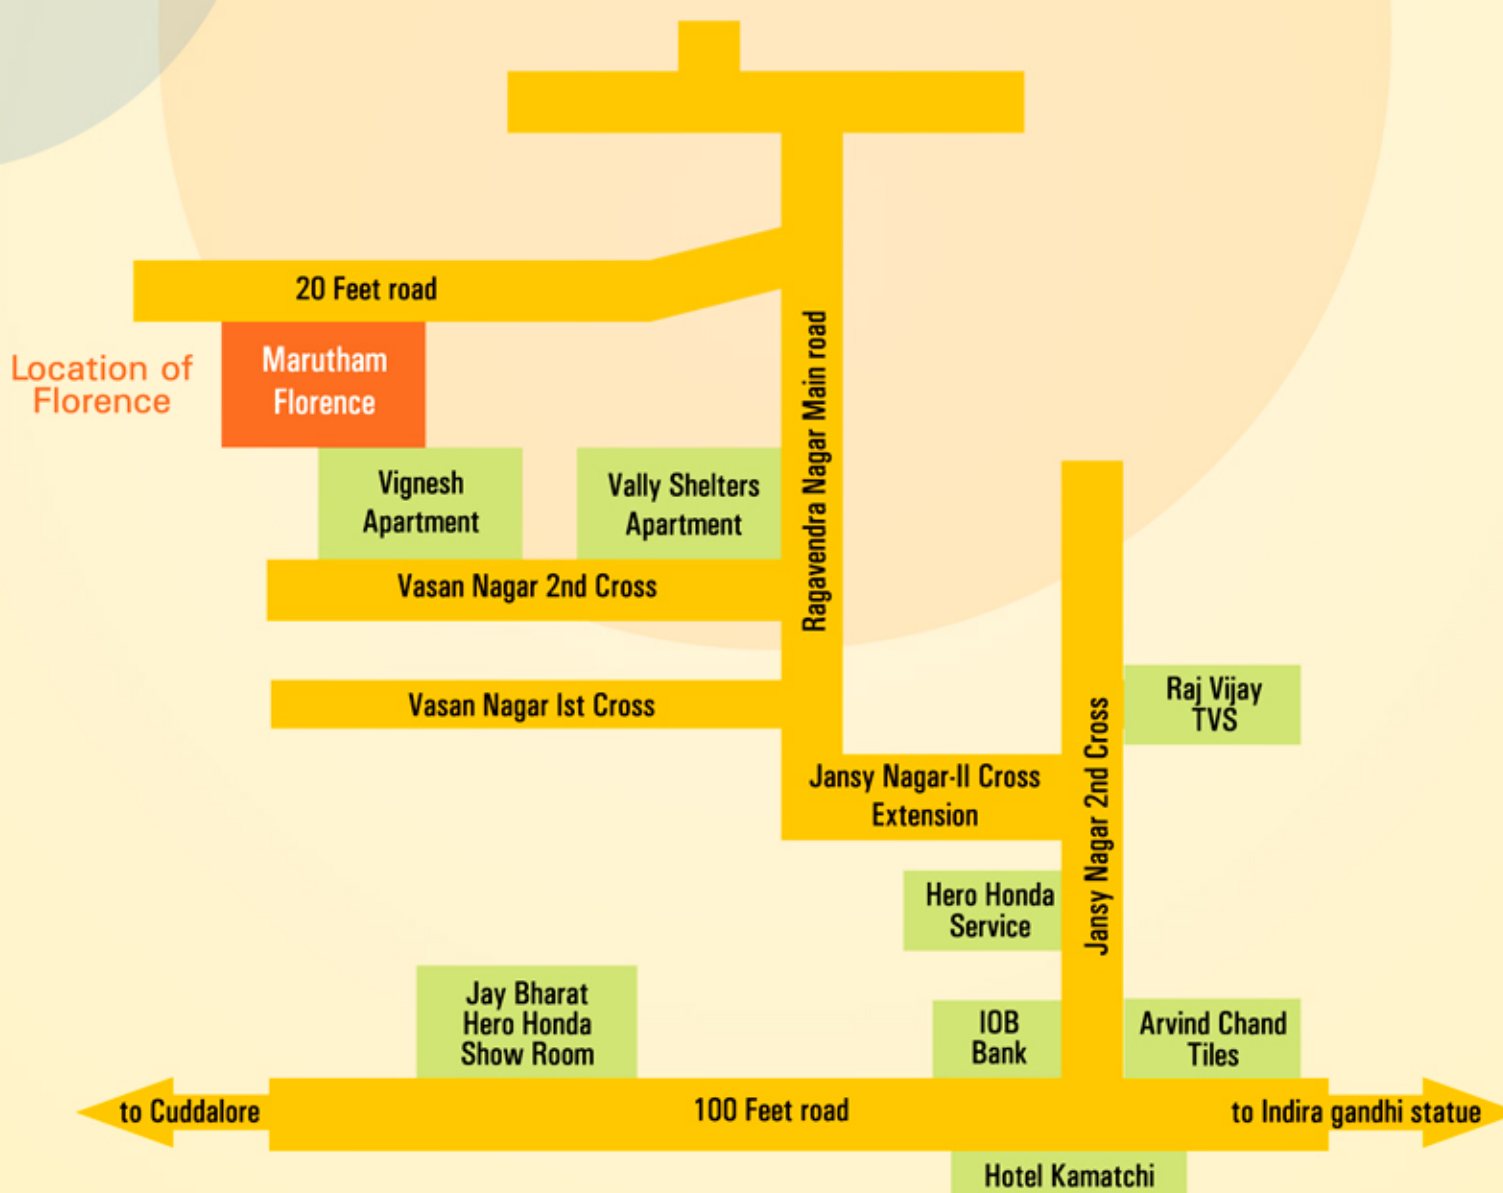 20 Feet road
Location of
Florence
Marutham
Florence
Ragavendra Nagar Main road
Vignesh
Apartment
Vally Shelters
Apartment
Vasan Nagar 2nd Cross
Vasan Nagar Ist Cross
Raj Vijay
TVS
Jansy Nagar-II Cross
Extension
Jansy Nagar 2nd Cross
Hero Honda
Service
Jay Bharat
Hero Honda
Show Room
IOB
Bank
Arvind Chand
Tiles
to Cuddalore
100 Feet road
to Indira gandhi statue
Hotel Kamatchi